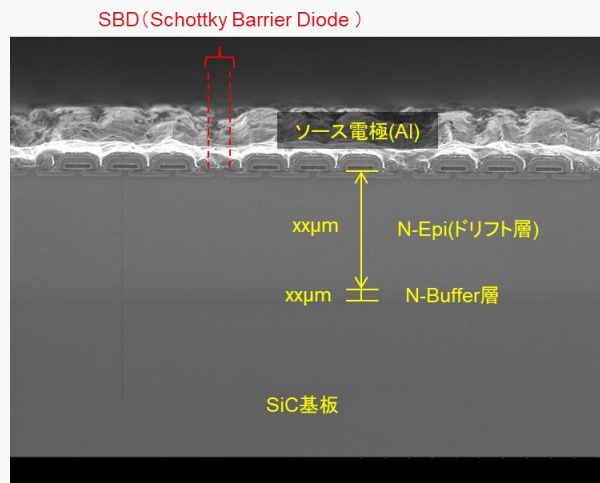 SBD(Schottky Barrier Diode )
ソース電極(Al)
xxµm
N-Epi(ドリフト層)
xxµm
N-Buffer層
SiC基板